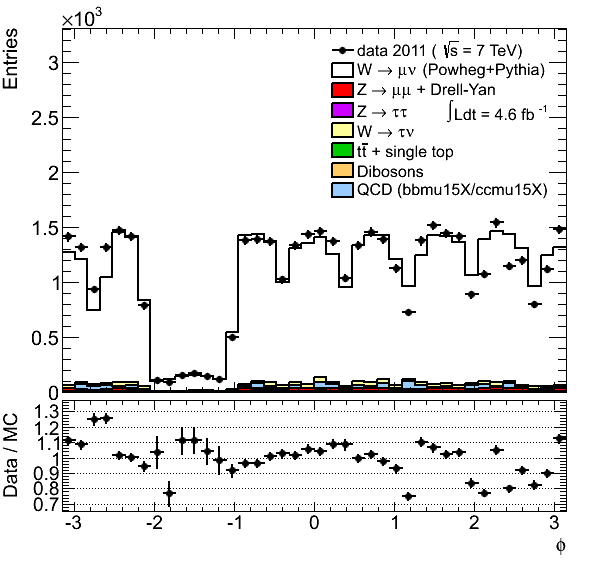 ×10³
Entries
3
2.5
2
1.5
1
0.5
0
data 2011 ( √s = 7 TeV)
W → μν (Powheg+Pythia)
Z → μμ + Drell-Yan
Z → ττ
∫Ldt = 4.6 fb⁻¹
W → τν
tt̄ + single top
Dibosons
QCD (bbmu15X/ccmu15X)
Data / MC
1.3
1.2
1.1
1
0.9
0.8
0.7
-3 -2 -1 0 1 2 3
ϕ